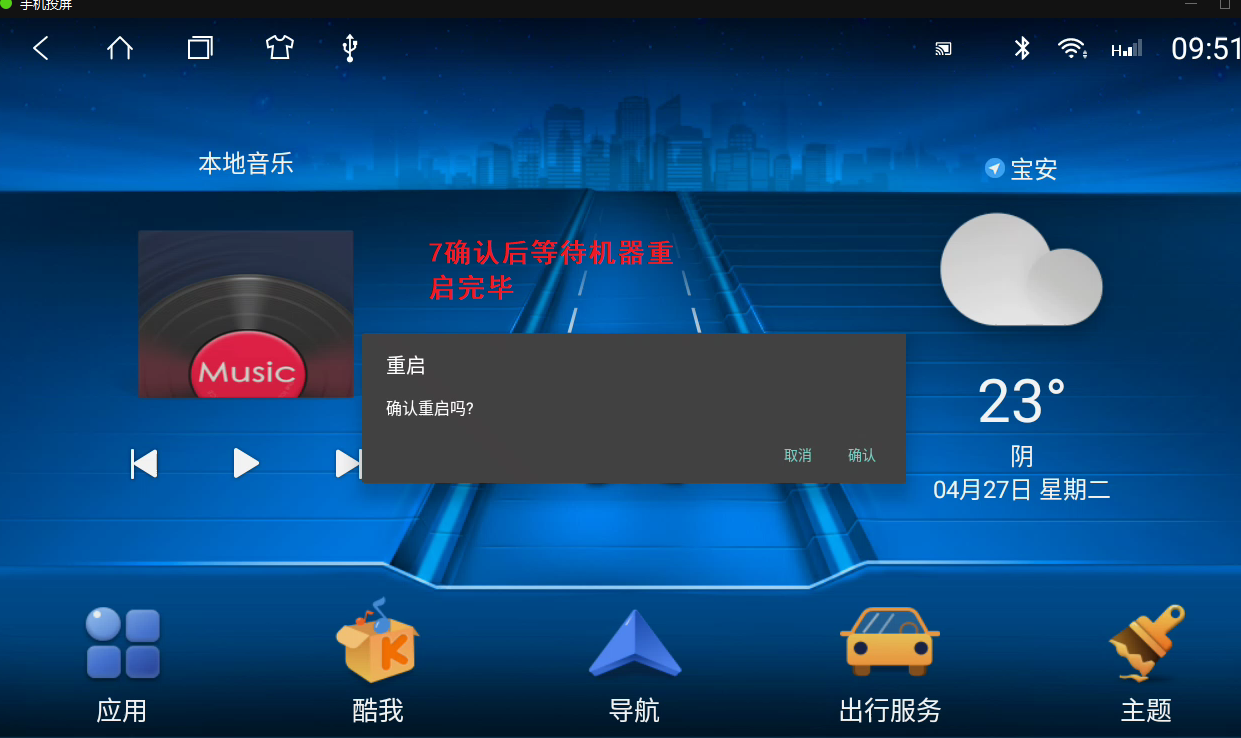 手机投屏
H
09:51
本地音乐
宝安
7确认后等待机器重
启完毕
Music
重启
确认重启吗?
取消
确认
23°
阴
04月27日 星期二
K
应用
酷我
导航
出行服务
主题